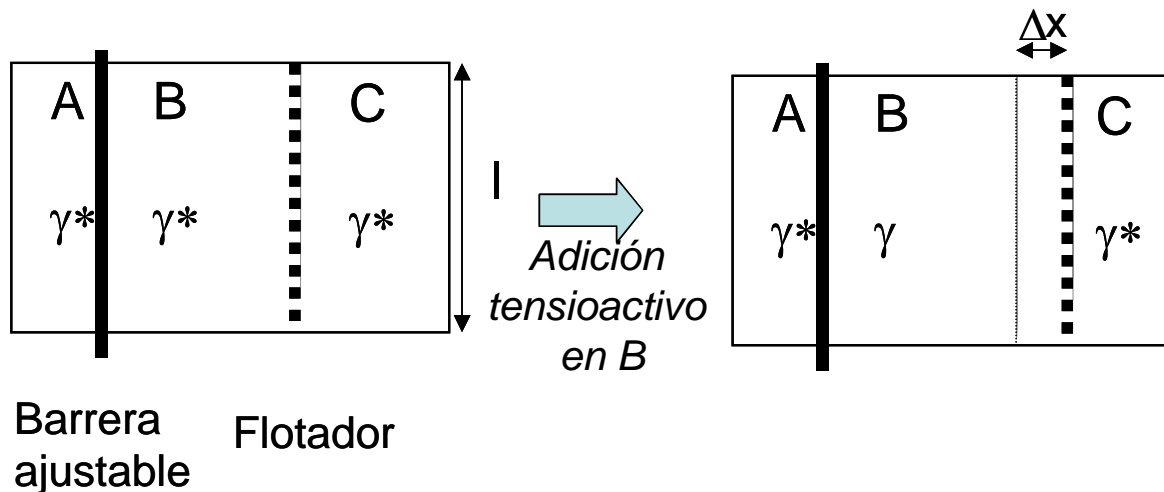 Δx
A B C
l
γ* γ* γ*
Adición
tensioactivo
en B
A B C
γ* γ γ*
Barrera
ajustable
Flotador